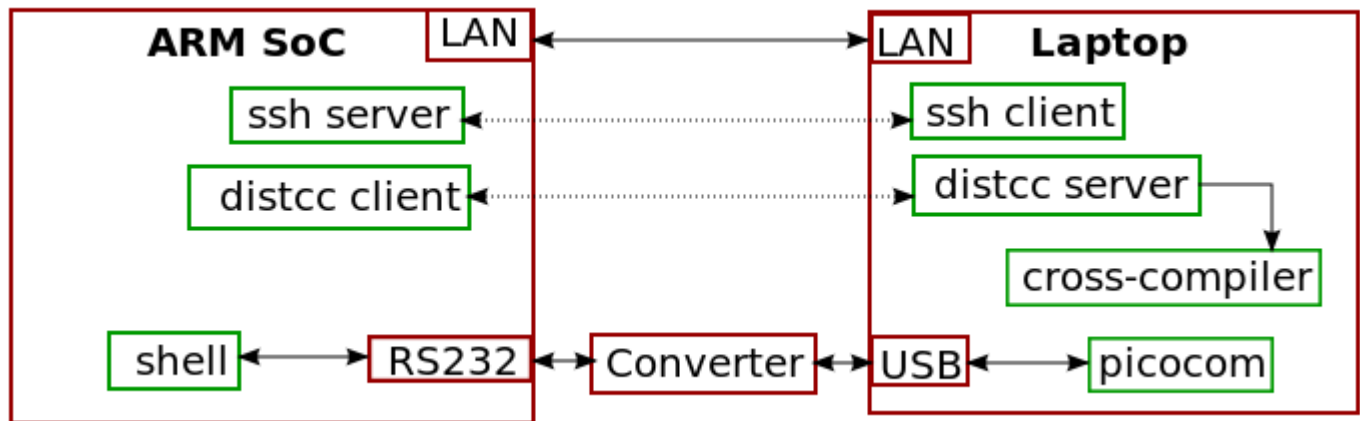 ARM SoC
LAN
LAN
Laptop
ssh server
ssh client
distcc client
distcc server
cross-compiler
shell
RS232
Converter
USB
picocom